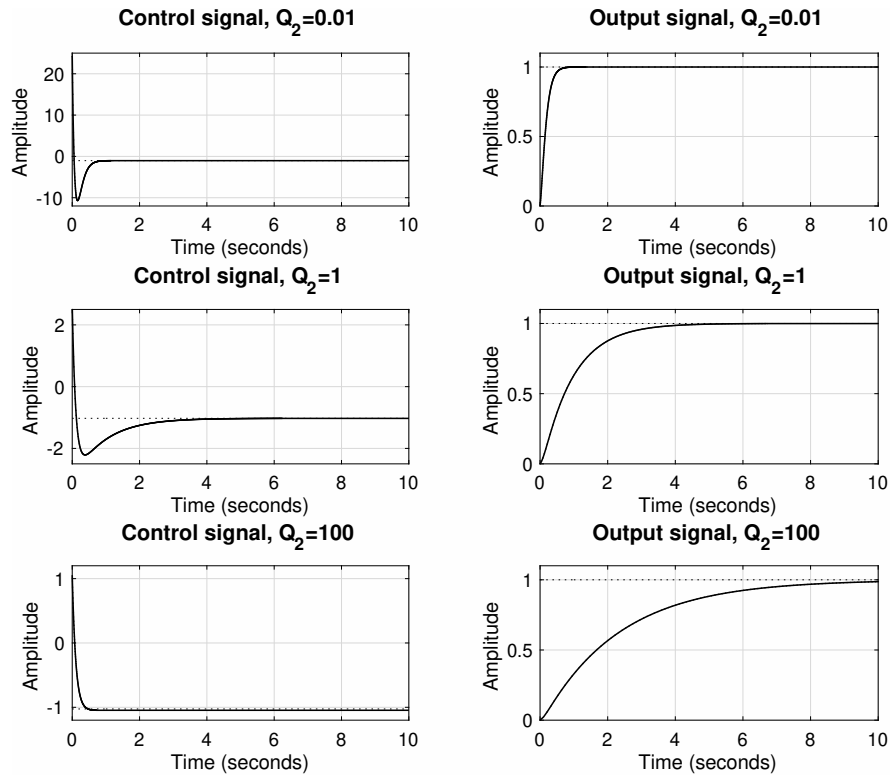 Control signal, Q2=0.01
Amplitude
20
10
0
-10
0 2 4 6 8 10
Time (seconds)
Output signal, Q2=0.01
Amplitude
1
0.5
0
0 2 4 6 8 10
Time (seconds)
Control signal, Q2=1
Amplitude
2
0
-2
0 2 4 6 8 10
Time (seconds)
Output signal, Q2=1
Amplitude
1
0.5
0
0 2 4 6 8 10
Time (seconds)
Control signal, Q2=100
Amplitude
1
0
-1
0 2 4 6 8 10
Time (seconds)
Output signal, Q2=100
Amplitude
1
0.5
0
0 2 4 6 8 10
Time (seconds)